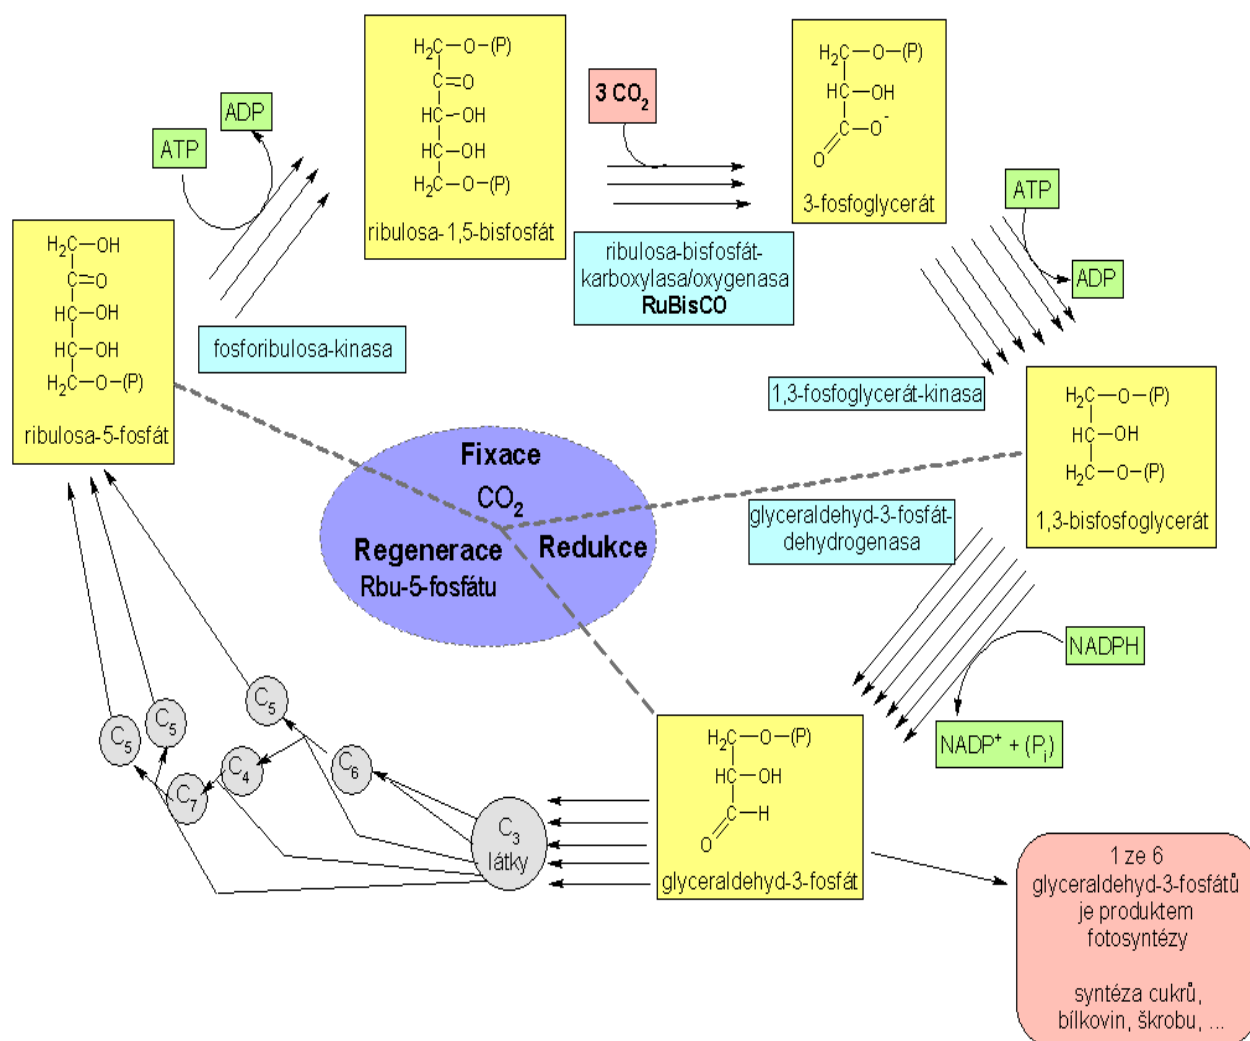 H2C—O—(P)
C=O
HC—OH
HC—OH
H2C—O—(P)
ribulosa-1,5-bisfosfát
3 CO2
H2C—O—(P)
HC—OH
C—O-
O
3-fosfoglycerát
ADP
ATP
ATP
ADP
H2C—OH
C=O
HC—OH
HC—OH
H2C—O—(P)
ribulosa-5-fosfát
fosforibulosa-kinasa
ribulosa-bisfosfát-
karboxylasa/oxygenasa
RuBisCO
1,3-fosfoglycerát-kinasa
H2C—O—(P)
HC—OH
H2C—O—(P)
1,3-bisfosfoglycerát
Fixace
CO2
Regenerace
Rbu-5-fosfátu
Redukce
glyceraldehyd-3-fosfát-
dehydrogenasa
NADPH
NADP+ + (Pi)
C5
C5
C5
C7
C4
C6
C3
látky
H2C—O—(P)
HC—OH
C—H
O
glyceraldehyd-3-fosfát
1 ze 6
glyceraldehyd-3-fosfátů
je produktem
fotosyntézy
syntéza cukrů,
bílkovin, škrobu, ...